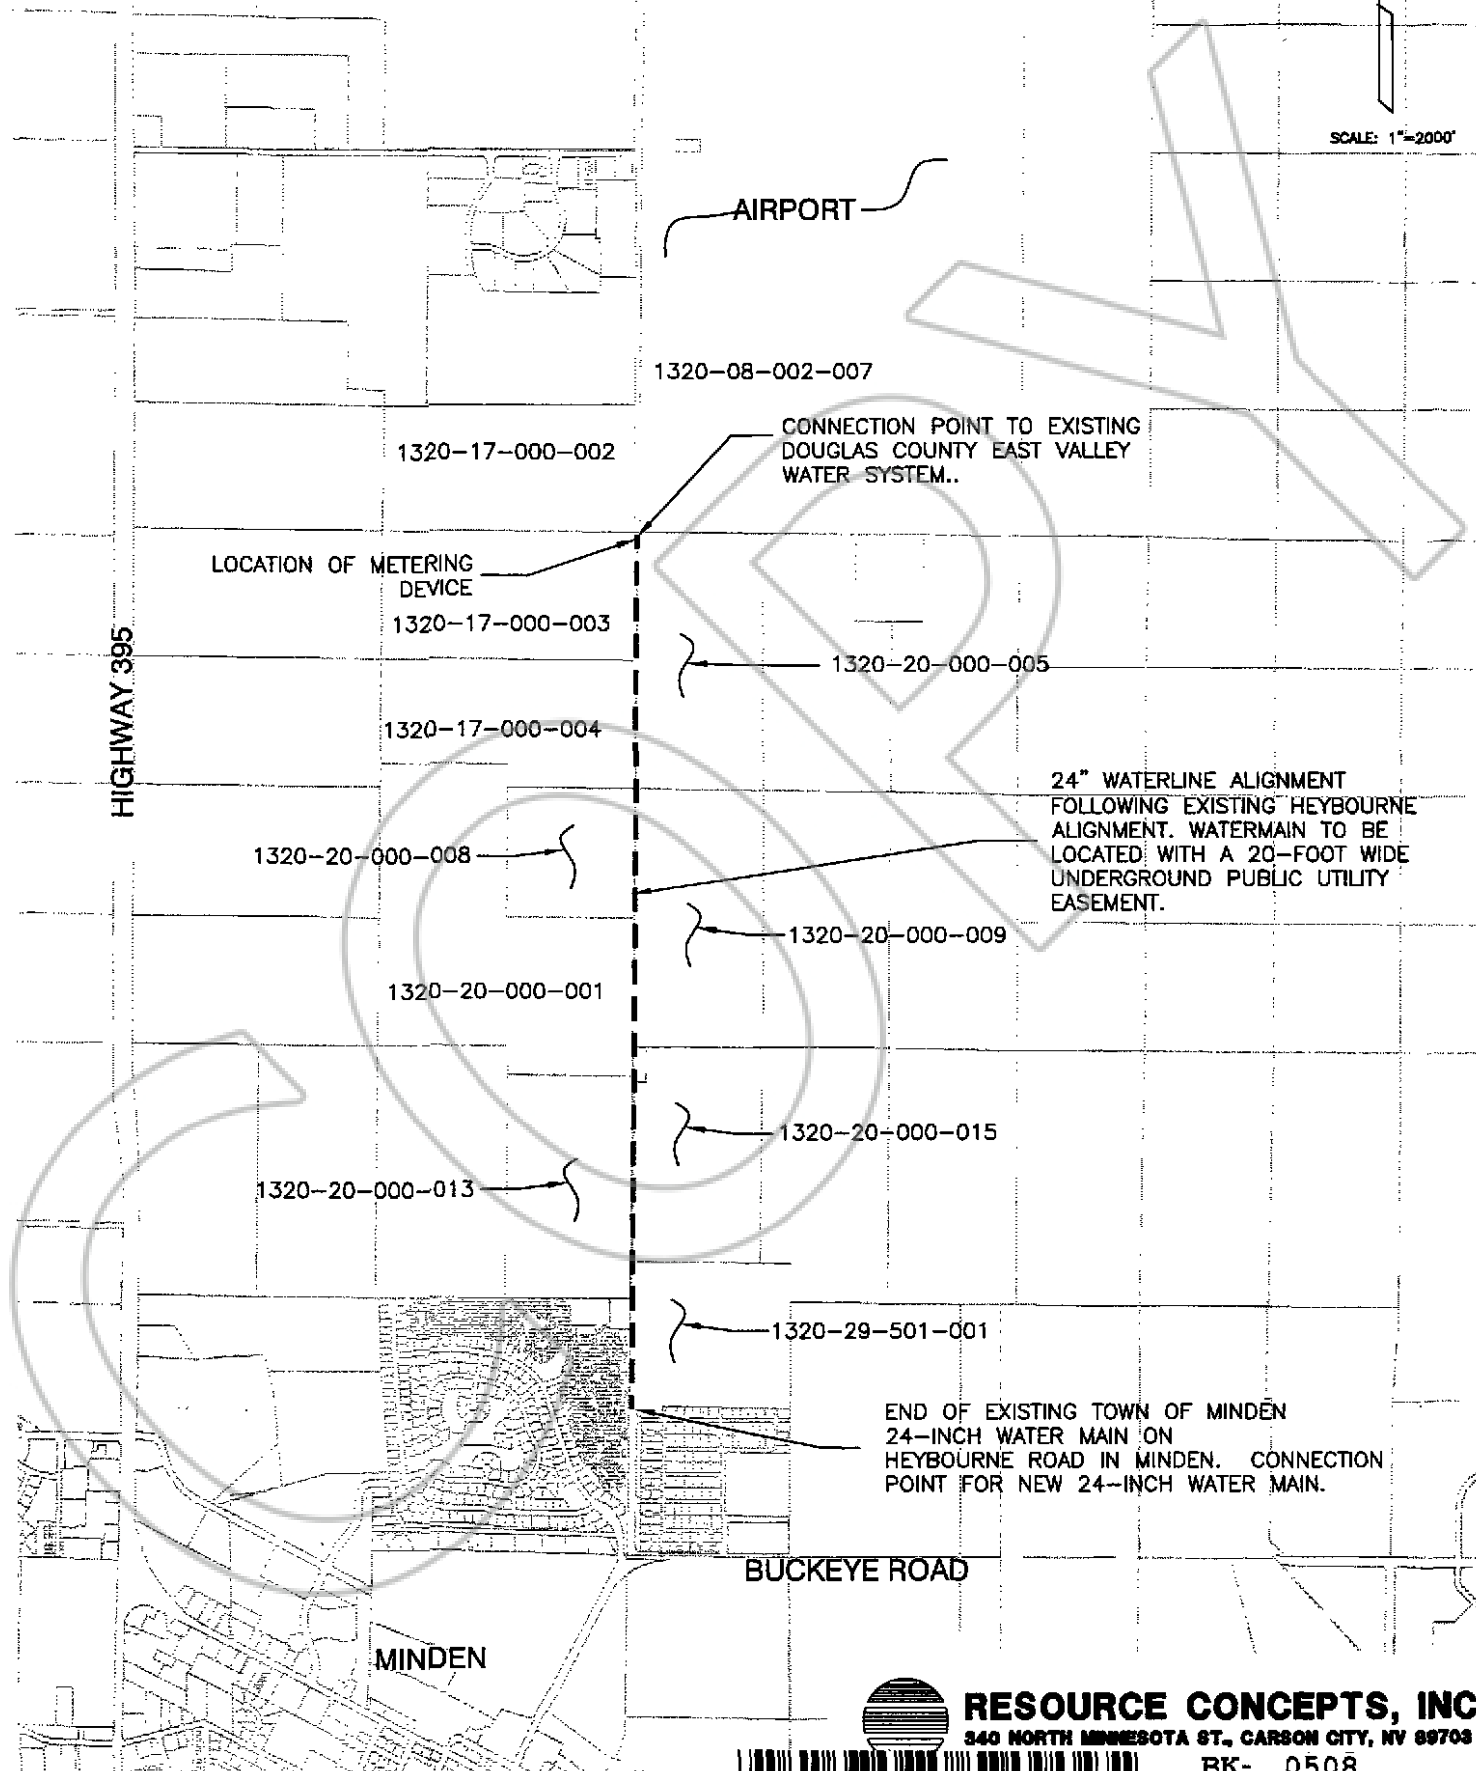 SCALE: 1"=2000'
AIRPORT
1320-08-002-007
CONNECTION POINT TO EXISTING
DOUGLAS COUNTY EAST VALLEY
WATER SYSTEM..
1320-17-000-002
LOCATION OF METERING
DEVICE
1320-17-000-003
HIGHWAY 395
1320-20-000-005
1320-17-000-004
24" WATERLINE ALIGNMENT
FOLLOWING EXISTING HEYBOURNE
ALIGNMENT. WATERMAIN TO BE
LOCATED WITH A 20-FOOT WIDE
UNDERGROUND PUBLIC UTILITY
EASEMENT.
1320-20-000-008
1320-20-000-009
1320-20-000-001
1320-20-000-015
1320-20-000-013
1320-29-501-001
END OF EXISTING TOWN OF MINDEN
24-INCH WATER MAIN ON
HEYBOURNE ROAD IN MINDEN. CONNECTION
POINT FOR NEW 24-INCH WATER MAIN.
BUCKEYE ROAD
MINDEN
RESOURCE CONCEPTS, INC
340 NORTH MINNESOTA ST., CARSON CITY, NV 89703
BK- 0508
COPY